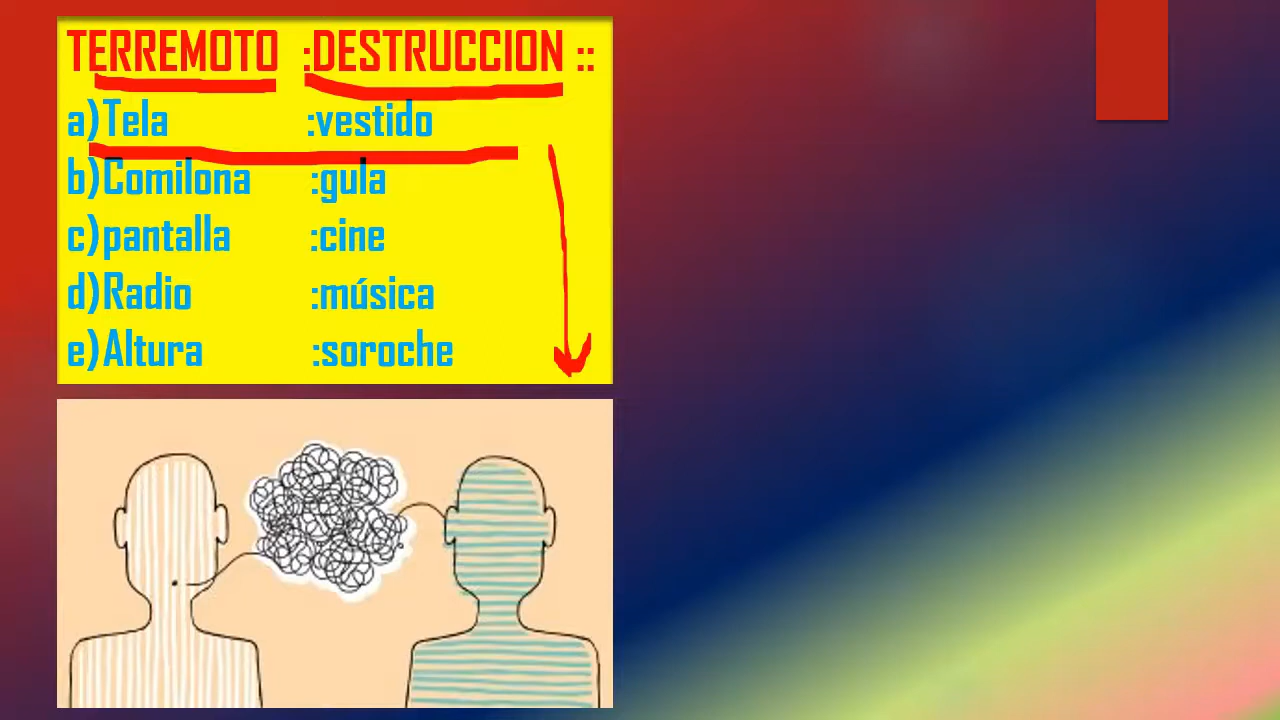 TERREMOTO :DESTRUCCION ::
a)Tela :vestido
b)Comilona :gula
c)pantalla :cine
d)Radio :música
e)Altura :soroche